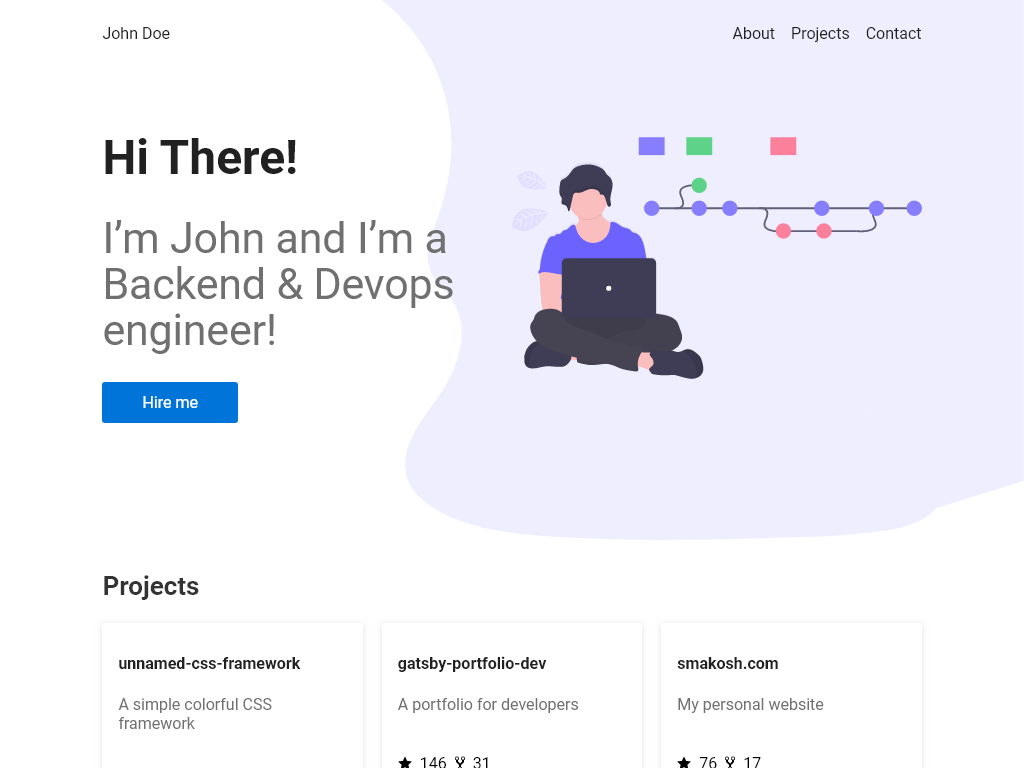 John Doe
About Projects Contact
Hi There!
I’m John and I’m a
Backend & Devops
engineer!
Hire me
Projects
unnamed-css-framework
A simple colorful CSS
framework
gatsby-portfolio-dev
A portfolio for developers
146 31
smakosh.com
My personal website
76 17